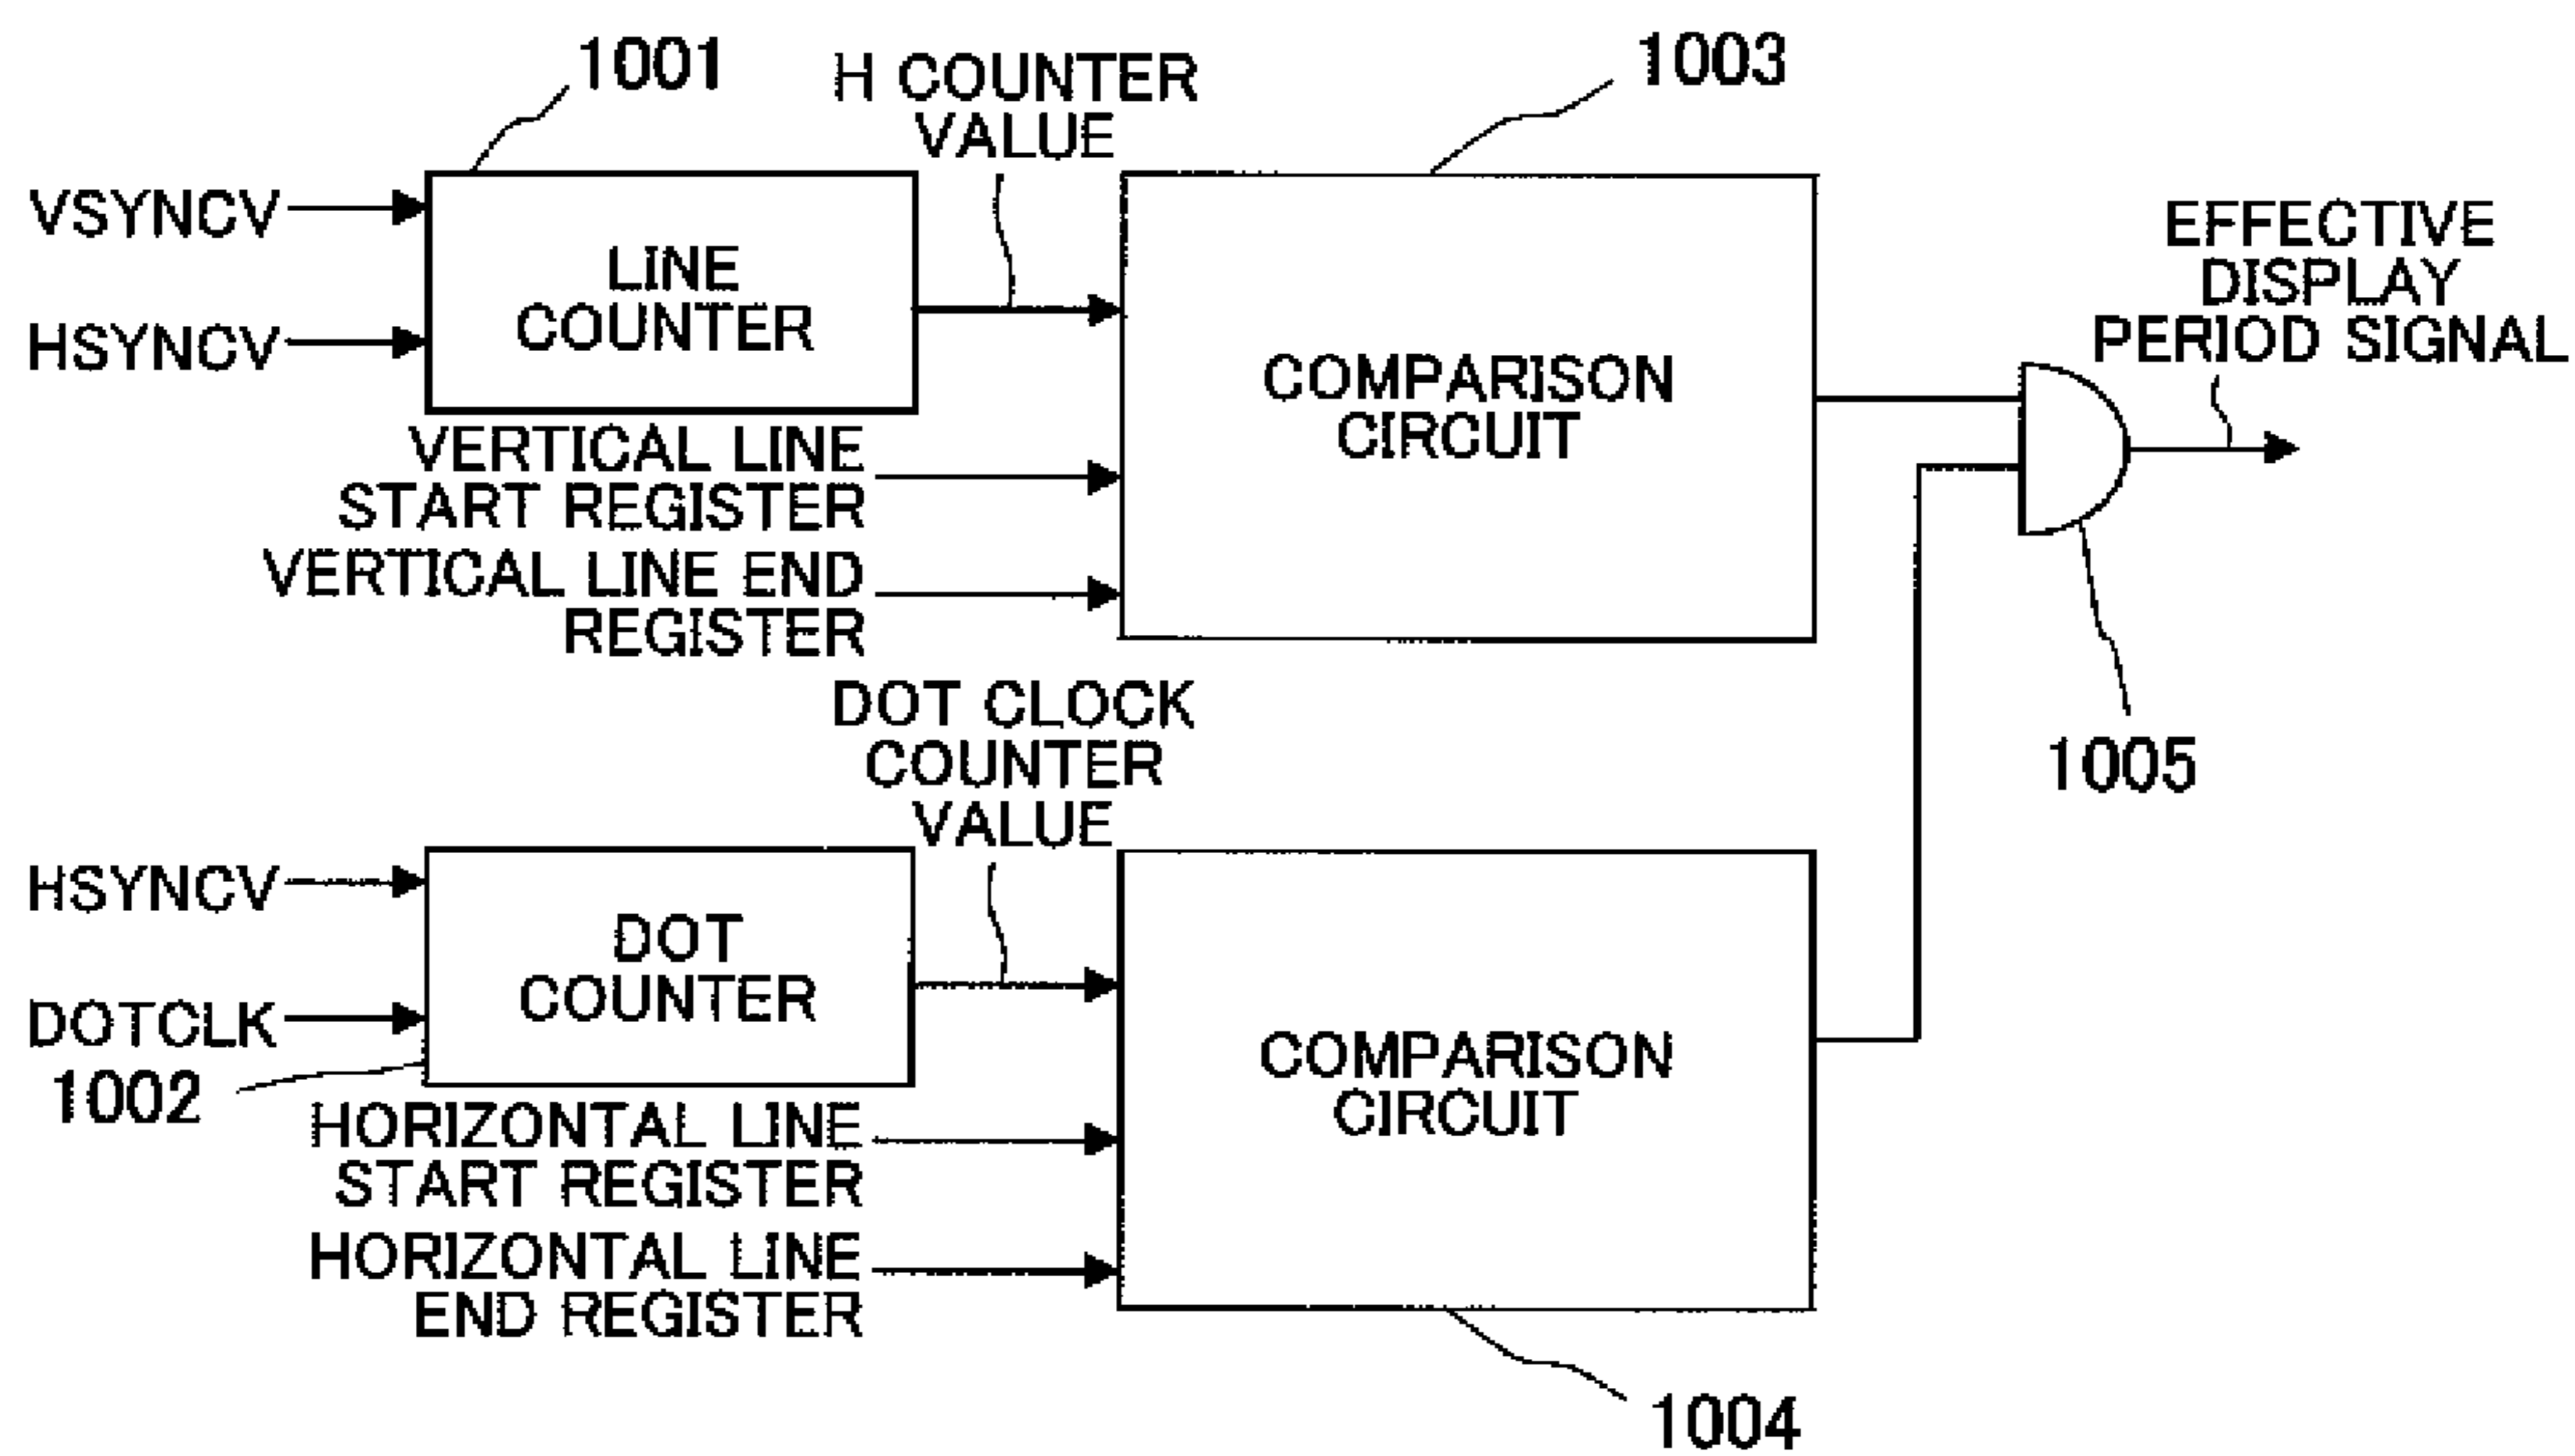 1001
H COUNTER
VALUE
1003
VSYNCV
HSYNCV
LINE
COUNTER
COMPARISON
CIRCUIT
EFFECTIVE
DISPLAY
PERIOD SIGNAL
VERTICAL LINE
START REGISTER
VERTICAL LINE END
REGISTER
1005
DOT CLOCK
COUNTER
VALUE
HSYNCV
DOTCLK
1002
DOT
COUNTER
COMPARISON
CIRCUIT
HORIZONTAL LINE
START REGISTER
HORIZONTAL LINE
END REGISTER
1004